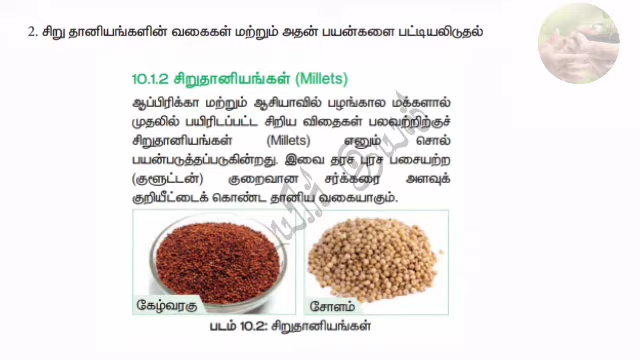 2. சிறு தானியங்களின் வகைகள் மற்றும் அதன் பயன்களை பட்டியலிடுதல்
10.1.2 சிறுதானியங்கள் (Millets)
ஆப்பிரிக்கா மற்றும் ஆசியாவில் பழங்கால மக்களால்
முதலில் பயிரிடப்பட்ட சிறிய விதைகள் பலவற்றிற்குச்
சிறுதானியங்கள் (Millets) எனும் சொல்
பயன்படுத்தப்படுகின்றது. இவை தரச புரச பசையற்ற
(குளூட்டன்) குறைவான சர்க்கரை அளவுக்
குறியீட்டைக் கொண்ட தானிய வகையாகும்.
கேழ்வரகு
சோளம்
படம் 10.2: சிறுதானியங்கள்